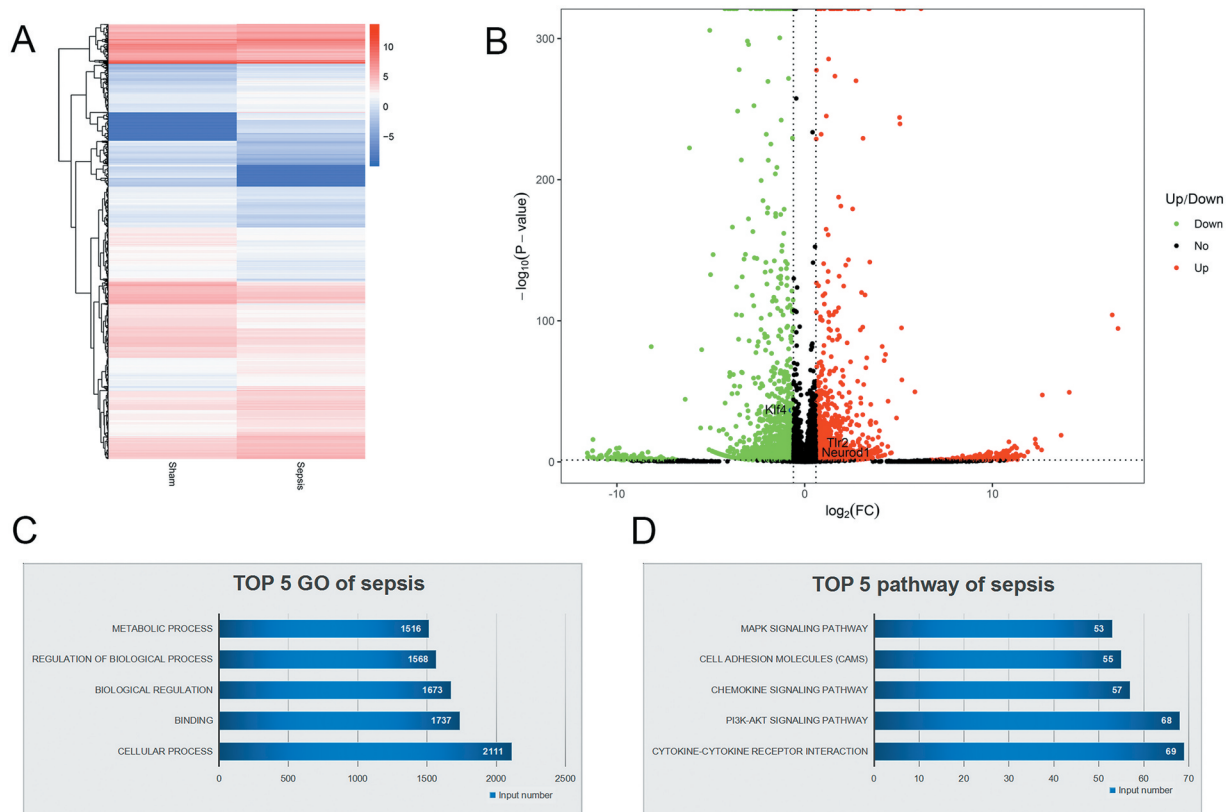 A
10
5
0
−5
Sham
Sepsis
B
300
200
100
0
− log10(P − value)
Klf4
Tlr2
Neurod1
-10
0
10
log2(FC)
Up/Down
Down
No
Up
C
TOP 5 GO of sepsis
METABOLIC PROCESS
1516
REGULATION OF BIOLOGICAL PROCESS
1568
BIOLOGICAL REGULATION
1673
BINDING
1737
CELLULAR PROCESS
2111
0 500 1000 1500 2000 2500
Input number
D
TOP 5 pathway of sepsis
MAPK SIGNALING PATHWAY
53
CELL ADHESION MOLECULES (CAMS)
55
CHEMOKINE SIGNALING PATHWAY
57
PI3K-AKT SIGNALING PATHWAY
68
CYTOKINE-CYTOKINE RECEPTOR INTERACTION
69
0 10 20 30 40 50 60 70
Input number